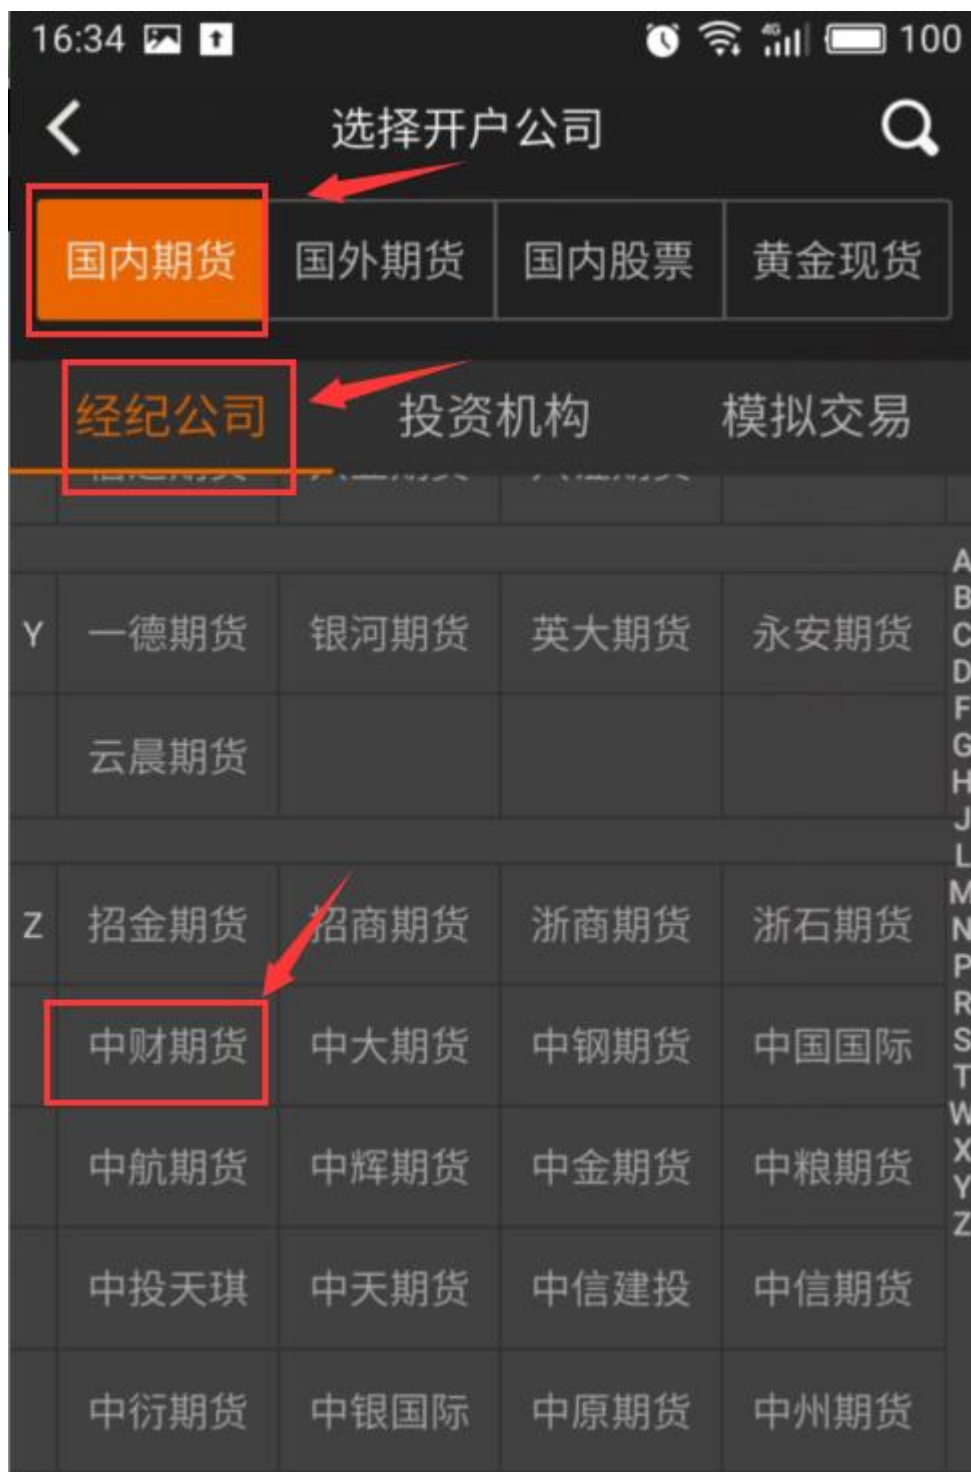 16:34 4G 100
选择开户公司
国内期货 国外期货 国内股票 黄金现货
经纪公司 投资机构 模拟交易
A
B
Y 一德期货 银河期货 英大期货 永安期货 C
D
F
G
云晨期货
H
J
L
M
Z 招金期货 招商期货 浙商期货 浙石期货 N
P
R
中财期货 中大期货 中钢期货 中国国际 S
T
W
中航期货 中辉期货 中金期货 中粮期货 X
Y
Z
中投天琪 中天期货 中信建投 中信期货
中衍期货 中银国际 中原期货 中州期货